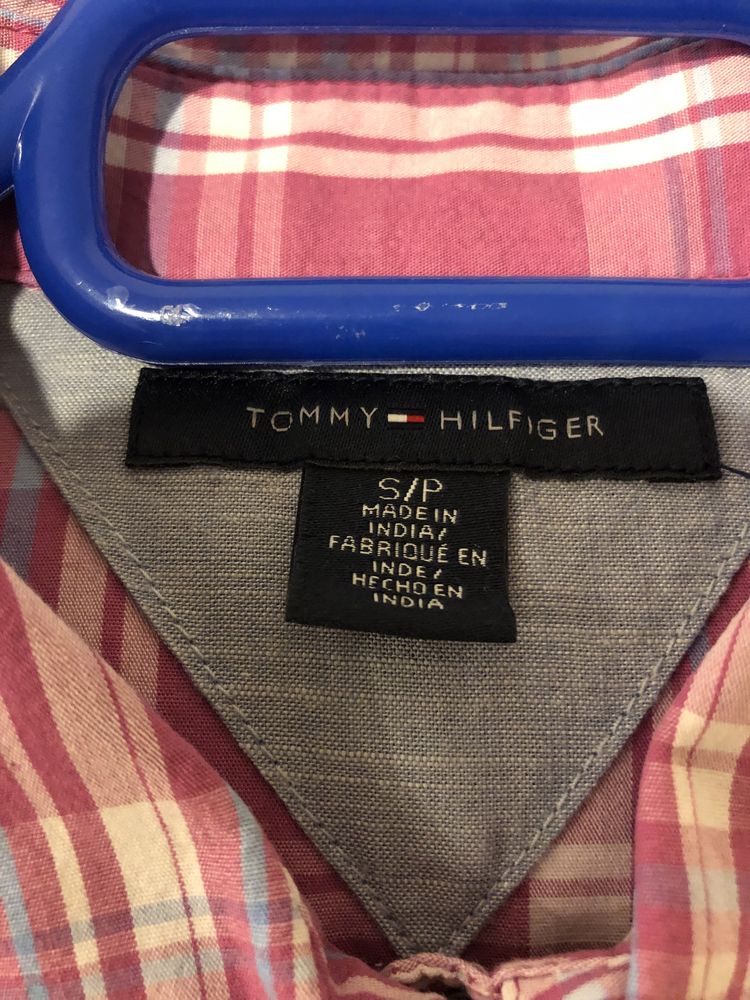 TOMMY HILFIGER
S/P
MADE IN
INDIA/
FABRIQUÉ EN
INDE/
HECHO EN
INDIA